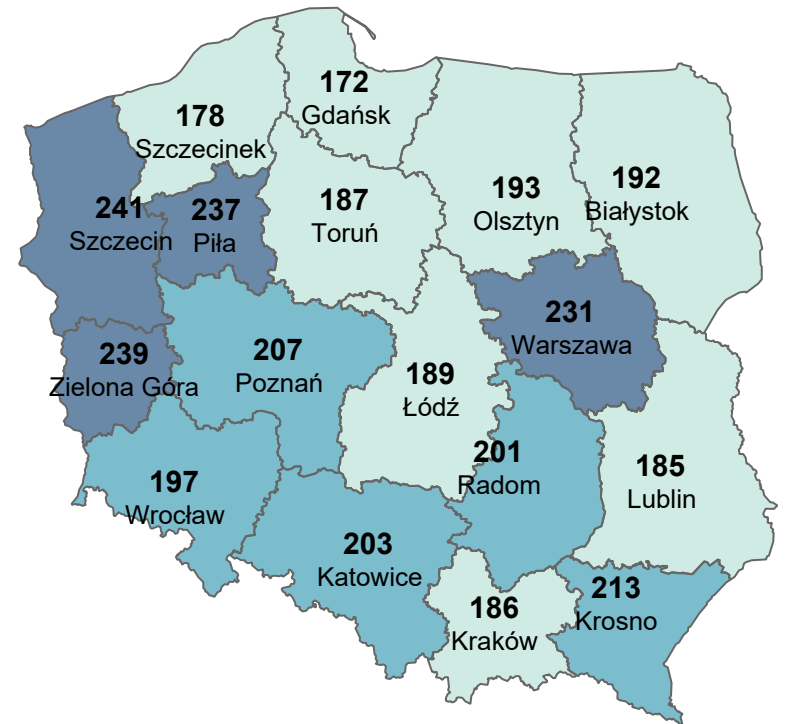 172
Gdańsk
178
Szczecinek
193
Olsztyn
192
Białystok
187
Toruń
241
Szczecin
237
Piła
231
Warszawa
239
Zielona Góra
207
Poznań
189
Łódź
201
Radom
185
Lublin
197
Wrocław
203
Katowice
186
Kraków
213
Krosno